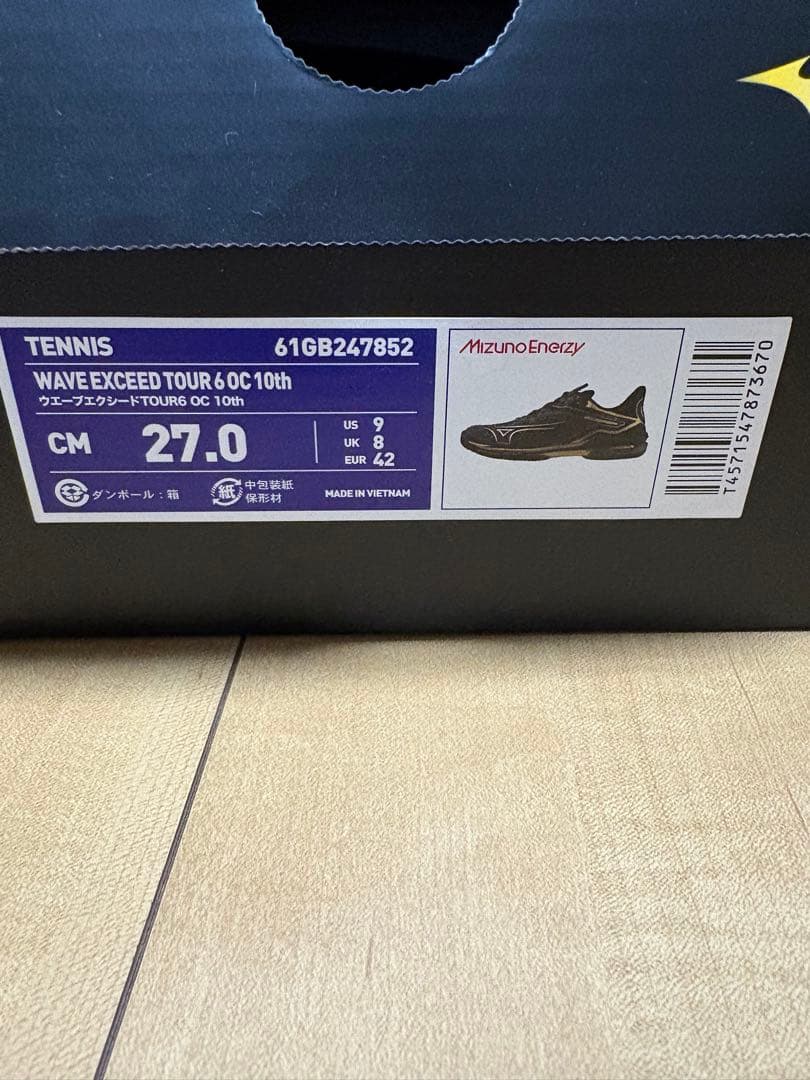 TENNIS 61GB247852
WAVE EXCEED TOUR 6 OC 10th
ウエーブエクシードTOUR6 OC 10th
CM 27.0
US 9
UK 8
EUR 42
ダンボール：箱
紙 中包装紙
保形材
MADE IN VIETNAM
MizunoEnerzy
T4571547873670